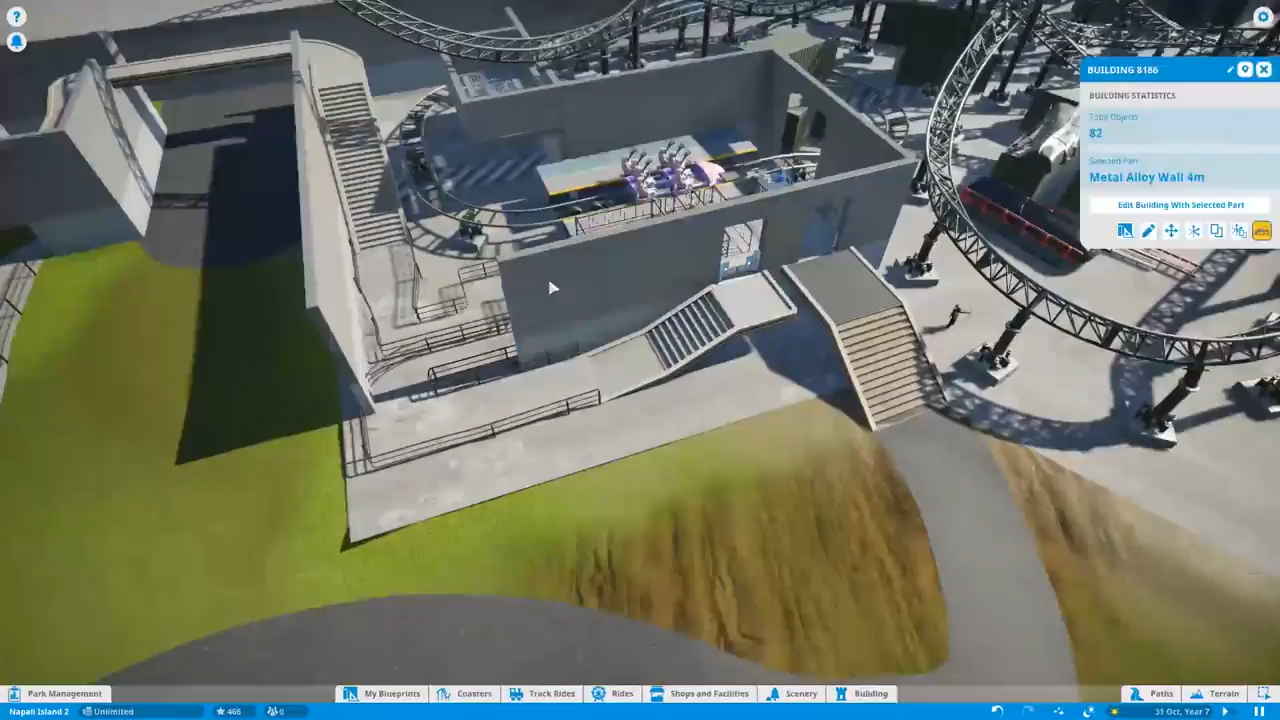 BUILDING 8186
BUILDING STATISTICS
Total Objects
82
Selected Part
Metal Alloy Wall 4m
Edit Building With Selected Part
Park Management
My Blueprints
Coasters
Track Rides
Rides
Shops and Facilities
Scenery
Building
Paths
Terrain
Napali Island 2
Unlimited
466
0
31 Oct, Year 7